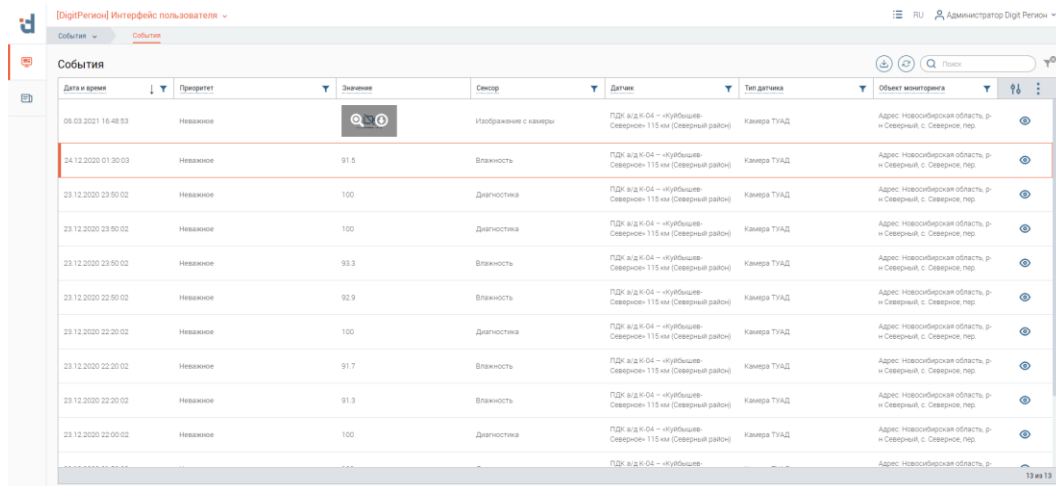 [DigitРегион] Интерфейс пользователя
RU Администратор Digit Регион
События События
События
Поиск
Дата и время Приоритет Значение Сенсор Датчик Тип датчика Объект мониторинга
06.03.2021 16:48:53 Неважное Изображение с камеры ПДК а/д К-04 – «Куйбышев- Камера ТУАД Адрес: Новосибирская область, р-
Северное» 115 км (Северный район) н Северный, с. Северное, пер.
24.12.2020 01:30:03 Неважное 91.5 Влажность ПДК а/д К-04 – «Куйбышев- Камера ТУАД Адрес: Новосибирская область, р-
Северное» 115 км (Северный район) н Северный, с. Северное, пер.
23.12.2020 23:50:02 Неважное 100 Диагностика ПДК а/д К-04 – «Куйбышев- Камера ТУАД Адрес: Новосибирская область, р-
Северное» 115 км (Северный район) н Северный, с. Северное, пер.
23.12.2020 23:50:02 Неважное 100 Диагностика ПДК а/д К-04 – «Куйбышев- Камера ТУАД Адрес: Новосибирская область, р-
Северное» 115 км (Северный район) н Северный, с. Северное, пер.
23.12.2020 23:50:02 Неважное 93.3 Влажность ПДК а/д К-04 – «Куйбышев- Камера ТУАД Адрес: Новосибирская область, р-
Северное» 115 км (Северный район) н Северный, с. Северное, пер.
23.12.2020 22:50:02 Неважное 92.9 Влажность ПДК а/д К-04 – «Куйбышев- Камера ТУАД Адрес: Новосибирская область, р-
Северное» 115 км (Северный район) н Северный, с. Северное, пер.
23.12.2020 22:20:02 Неважное 100 Диагностика ПДК а/д К-04 – «Куйбышев- Камера ТУАД Адрес: Новосибирская область, р-
Северное» 115 км (Северный район) н Северный, с. Северное, пер.
23.12.2020 22:20:02 Неважное 91.7 Влажность ПДК а/д К-04 – «Куйбышев- Камера ТУАД Адрес: Новосибирская область, р-
Северное» 115 км (Северный район) н Северный, с. Северное, пер.
23.12.2020 22:20:02 Неважное 91.3 Влажность ПДК а/д К-04 – «Куйбышев- Камера ТУАД Адрес: Новосибирская область, р-
Северное» 115 км (Северный район) н Северный, с. Северное, пер.
23.12.2020 22:00:02 Неважное 100 Диагностика ПДК а/д К-04 – «Куйбышев- Камера ТУАД Адрес: Новосибирская область, р-
Северное» 115 км (Северный район) н Северный, с. Северное, пер.
ПДК а/д К-04 – «Куйбышев- Адрес: Новосибирская область, р-
13 из 13